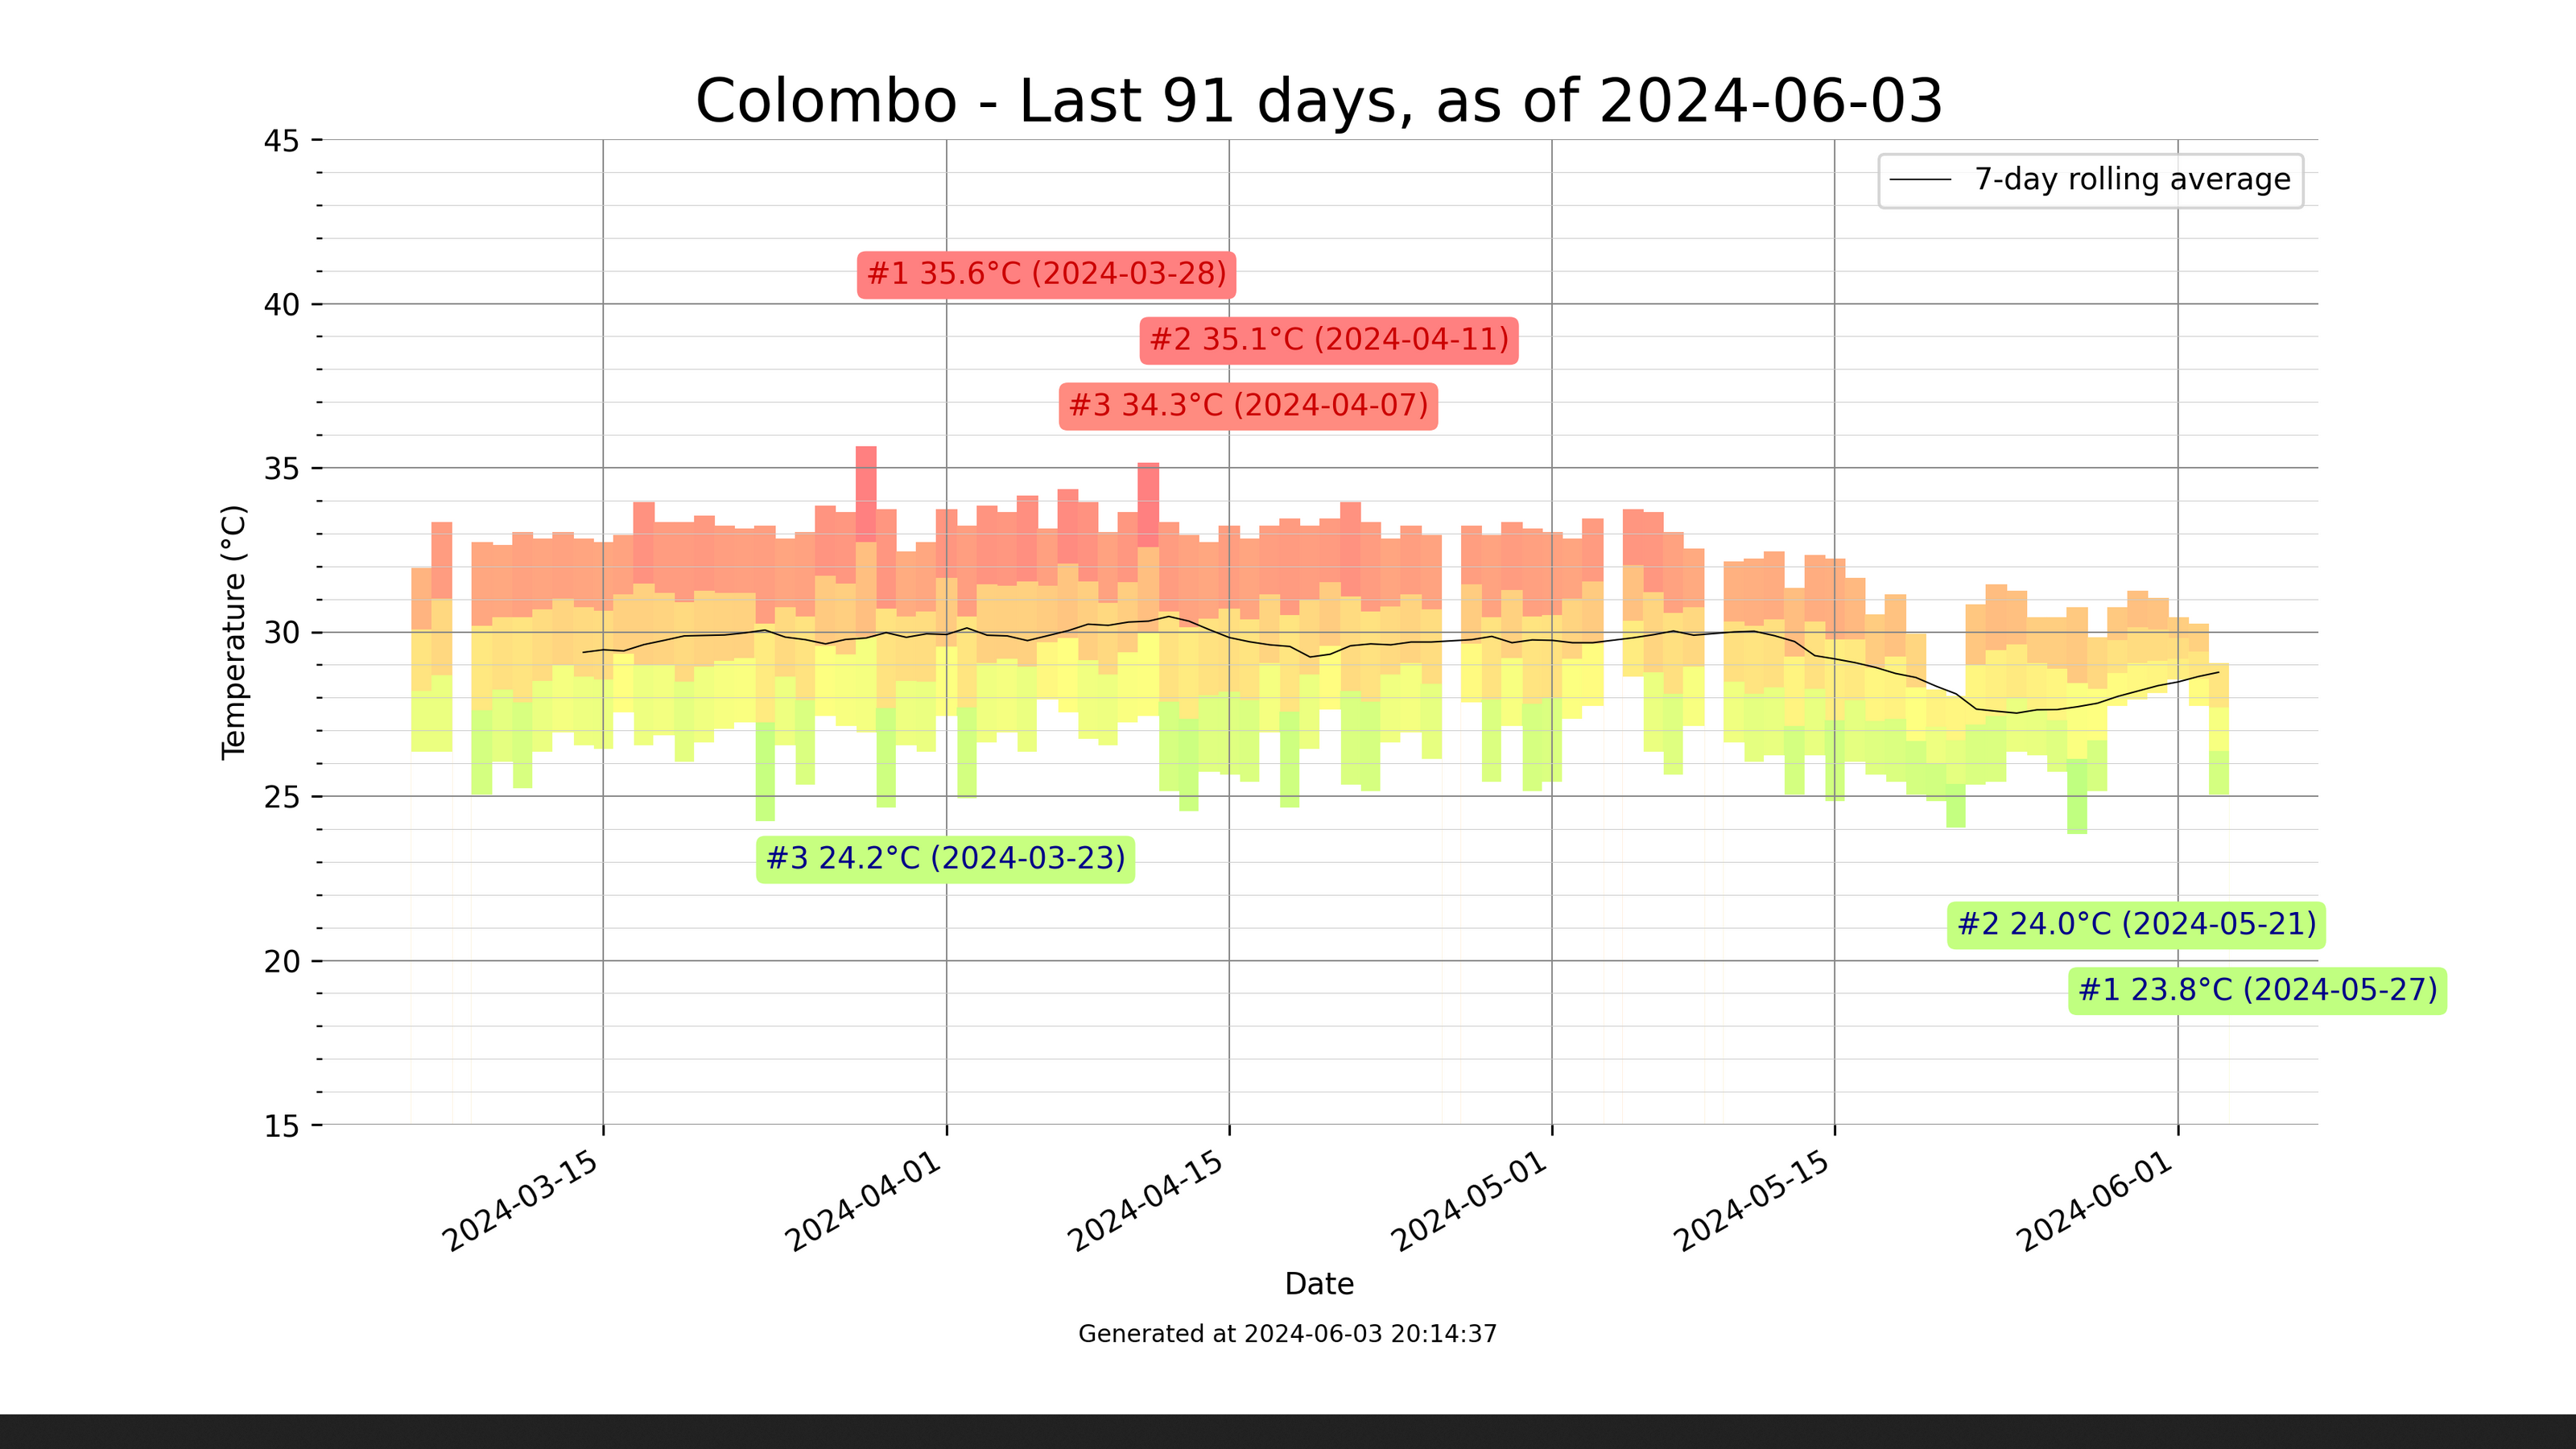 Colombo - Last 91 days, as of 2024-06-03
7-day rolling average
#1 35.6°C (2024-03-28)
#2 35.1°C (2024-04-11)
#3 34.3°C (2024-04-07)
#3 24.2°C (2024-03-23)
#2 24.0°C (2024-05-21)
#1 23.8°C (2024-05-27)
Temperature (°C)
45
40
35
30
25
20
15
2024-03-15
2024-04-01
2024-04-15
2024-05-01
2024-05-15
2024-06-01
Date
Generated at 2024-06-03 20:14:37